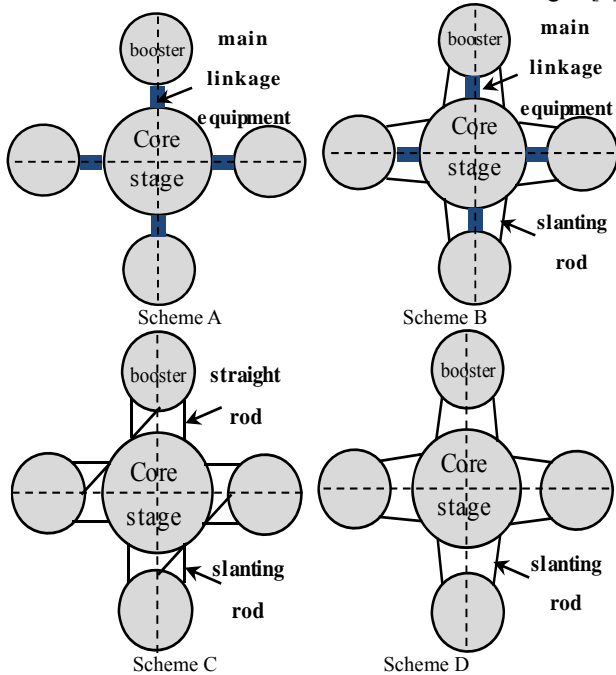 booster
main
linkage
equipment
Core
stage
Scheme A
booster
main
linkage
equipment
Core
stage
slanting
rod
Scheme B
booster
straight
rod
Core
stage
slanting
rod
Scheme C
booster
Core
stage
slanting
rod
Scheme D